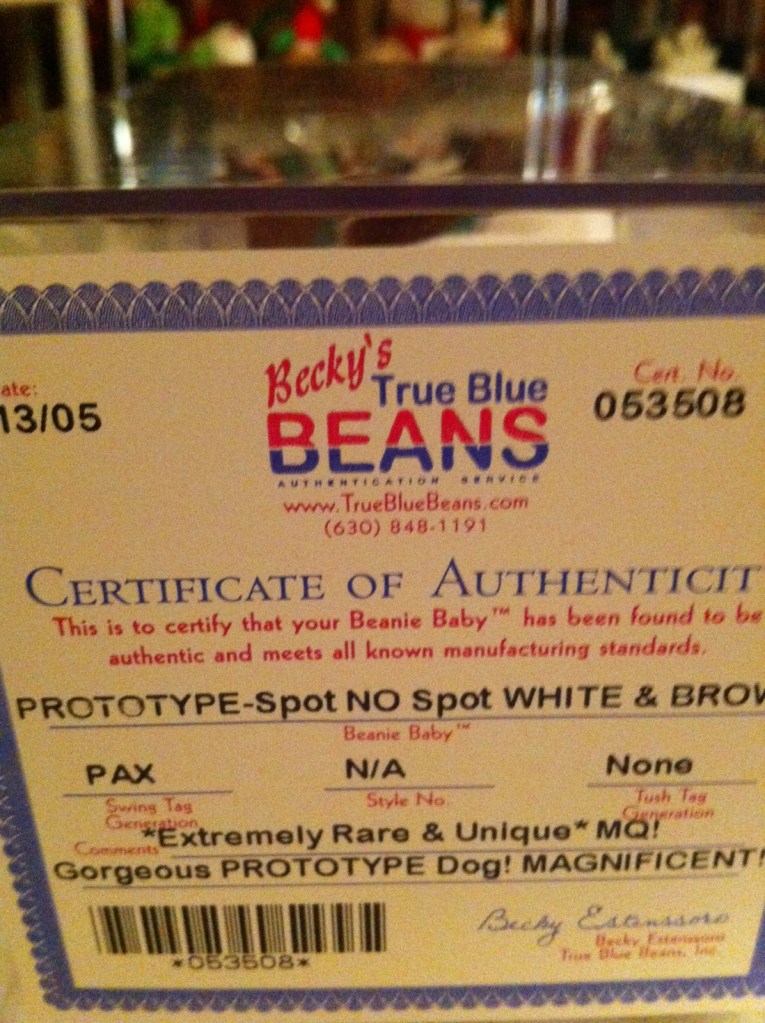 Becky's
True Blue
BEANS
AUTHENTICATION SERVICE
www.TrueBlueBeans.com
(630) 848-1191
ate:
13/05
Cert. No.
053508
CERTIFICATE OF AUTHENTICIT
This is to certify that your Beanie Baby™ has been found to be
authentic and meets all known manufacturing standards.
PROTOTYPE-Spot NO Spot WHITE & BROW
Beanie Baby™
PAX
Swing Tag
Generation
N/A
Style No.
None
Tush Tag
Generation
Comments
*Extremely Rare & Unique* MQ!
Gorgeous PROTOTYPE Dog! MAGNIFICENT!
*053508*
Becky Estenssoro
Becky Estenssoro
True Blue Beans, Inc.